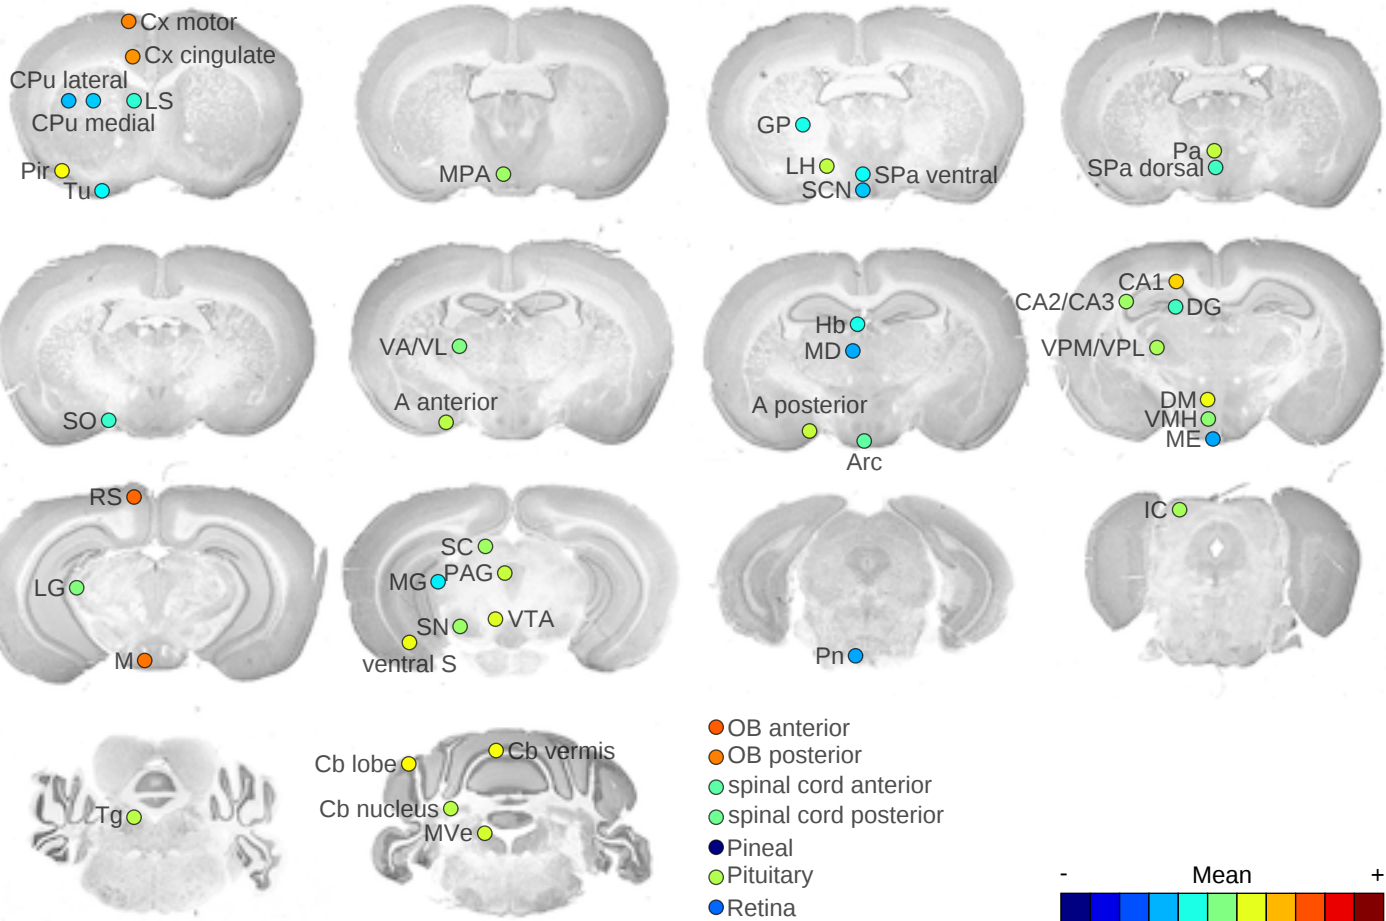 Cx motor
Cx cingulate
CPu lateral
LS
CPu medial
Pir
Tu
MPA
GP
LH
SPa ventral
SCN
Pa
SPa dorsal
SO
VA/VL
A anterior
Hb
MD
A posterior
Arc
CA1
CA2/CA3
DG
VPM/VPL
DM
VMH
ME
RS
LG
M
SC
MG
PAG
SN
VTA
ventral S
Pn
IC
Tg
Cb lobe
Cb vermis
Cb nucleus
MVe
OB anterior
OB posterior
spinal cord anterior
spinal cord posterior
Pineal
Pituitary
Retina
- Mean +